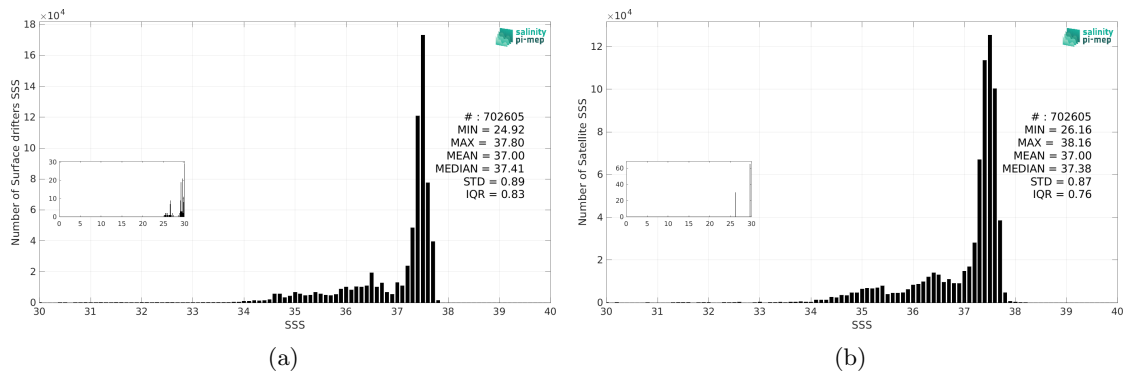 ×10⁴
18
16
14
12
10
8
6
4
2
0
Number of Surface drifters SSS
salinity
pi-mep
# : 702605
MIN = 24.92
MAX = 37.80
MEAN = 37.00
MEDIAN = 37.41
STD = 0.89
IQR = 0.83
30
20
10
0
0 5 10 15 20 25 30
30 31 32 33 34 35 36 37 38 39 40
SSS
(a)
×10⁴
12
10
8
6
4
2
0
Number of Satellite SSS
salinity
pi-mep
# : 702605
MIN = 26.16
MAX = 38.16
MEAN = 37.00
MEDIAN = 37.38
STD = 0.87
IQR = 0.76
60
40
20
0
0 5 10 15 20 25 30
30 31 32 33 34 35 36 37 38 39 40
SSS
(b)